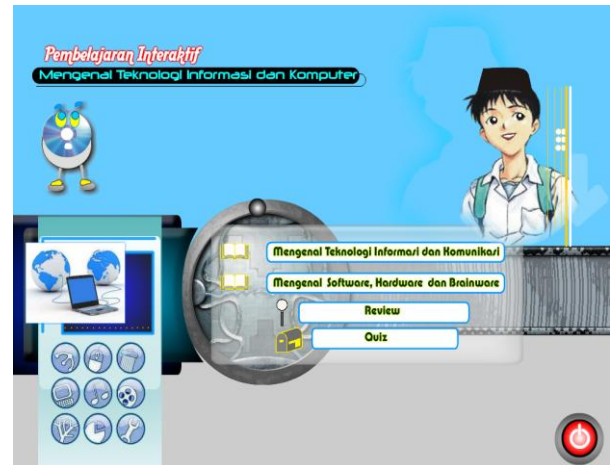 Pembelajaran Interaktif
Mengenal Teknologi Informasi dan Komputer
Mengenal Teknologi Informasi dan Komunikasi
Mengenal Software, Hardware dan Brainware
Review
Quiz